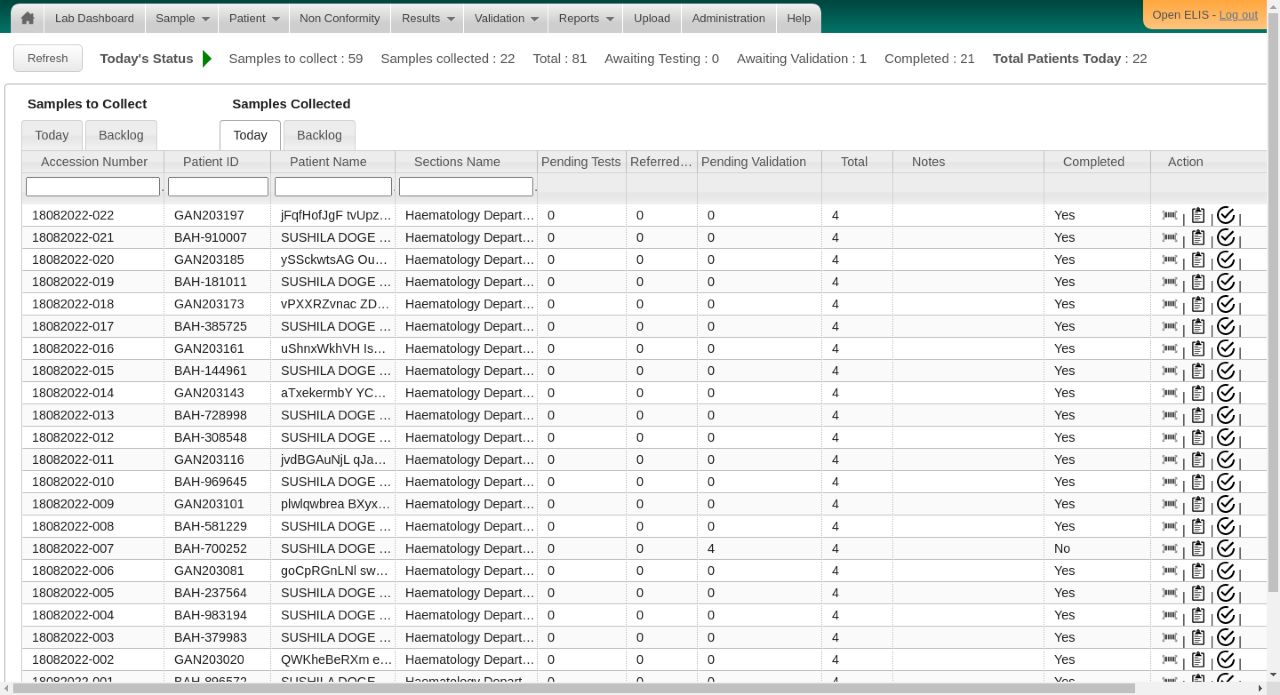 Lab Dashboard Sample Patient Non Conformity Results Validation Reports Upload Administration Help Open ELIS - Log out
Refresh Today's Status Samples to collect : 59 Samples collected : 22 Total : 81 Awaiting Testing : 0 Awaiting Validation : 1 Completed : 21 Total Patients Today : 22
Samples to Collect Samples Collected
Today Backlog Today Backlog
Accession Number Patient ID Patient Name Sections Name Pending Tests Referred… Pending Validation Total Notes Completed Action
18082022-022 GAN203197 jFqfHofJgF tvUpz… Haematology Depart… 0 0 0 4 Yes | | |
18082022-021 BAH-910007 SUSHILA DOGE … Haematology Depart… 0 0 0 4 Yes | | |
18082022-020 GAN203185 ySSckwtsAG Ou… Haematology Depart… 0 0 0 4 Yes | | |
18082022-019 BAH-181011 SUSHILA DOGE … Haematology Depart… 0 0 0 4 Yes | | |
18082022-018 GAN203173 vPXXRZvnac ZD… Haematology Depart… 0 0 0 4 Yes | | |
18082022-017 BAH-385725 SUSHILA DOGE … Haematology Depart… 0 0 0 4 Yes | | |
18082022-016 GAN203161 uShnxWkhVH Is… Haematology Depart… 0 0 0 4 Yes | | |
18082022-015 BAH-144961 SUSHILA DOGE … Haematology Depart… 0 0 0 4 Yes | | |
18082022-014 GAN203143 aTxekermbY YC… Haematology Depart… 0 0 0 4 Yes | | |
18082022-013 BAH-728998 SUSHILA DOGE … Haematology Depart… 0 0 0 4 Yes | | |
18082022-012 BAH-308548 SUSHILA DOGE … Haematology Depart… 0 0 0 4 Yes | | |
18082022-011 GAN203116 jvdBGAuNjL qJa… Haematology Depart… 0 0 0 4 Yes | | |
18082022-010 BAH-969645 SUSHILA DOGE … Haematology Depart… 0 0 0 4 Yes | | |
18082022-009 GAN203101 plwlqwbrea BXyx… Haematology Depart… 0 0 0 4 Yes | | |
18082022-008 BAH-581229 SUSHILA DOGE … Haematology Depart… 0 0 0 4 Yes | | |
18082022-007 BAH-700252 SUSHILA DOGE … Haematology Depart… 0 0 4 4 No | | |
18082022-006 GAN203081 goCpRGnLNl sw… Haematology Depart… 0 0 0 4 Yes | | |
18082022-005 BAH-237564 SUSHILA DOGE … Haematology Depart… 0 0 0 4 Yes | | |
18082022-004 BAH-983194 SUSHILA DOGE … Haematology Depart… 0 0 0 4 Yes | | |
18082022-003 BAH-379983 SUSHILA DOGE … Haematology Depart… 0 0 0 4 Yes | | |
18082022-002 GAN203020 QWKheBeRXm e… Haematology Depart… 0 0 0 4 Yes | | |
18082022-001 BAH-896572 SUSHILA DOGE … Haematology Depart… 0 0 0 4 Yes